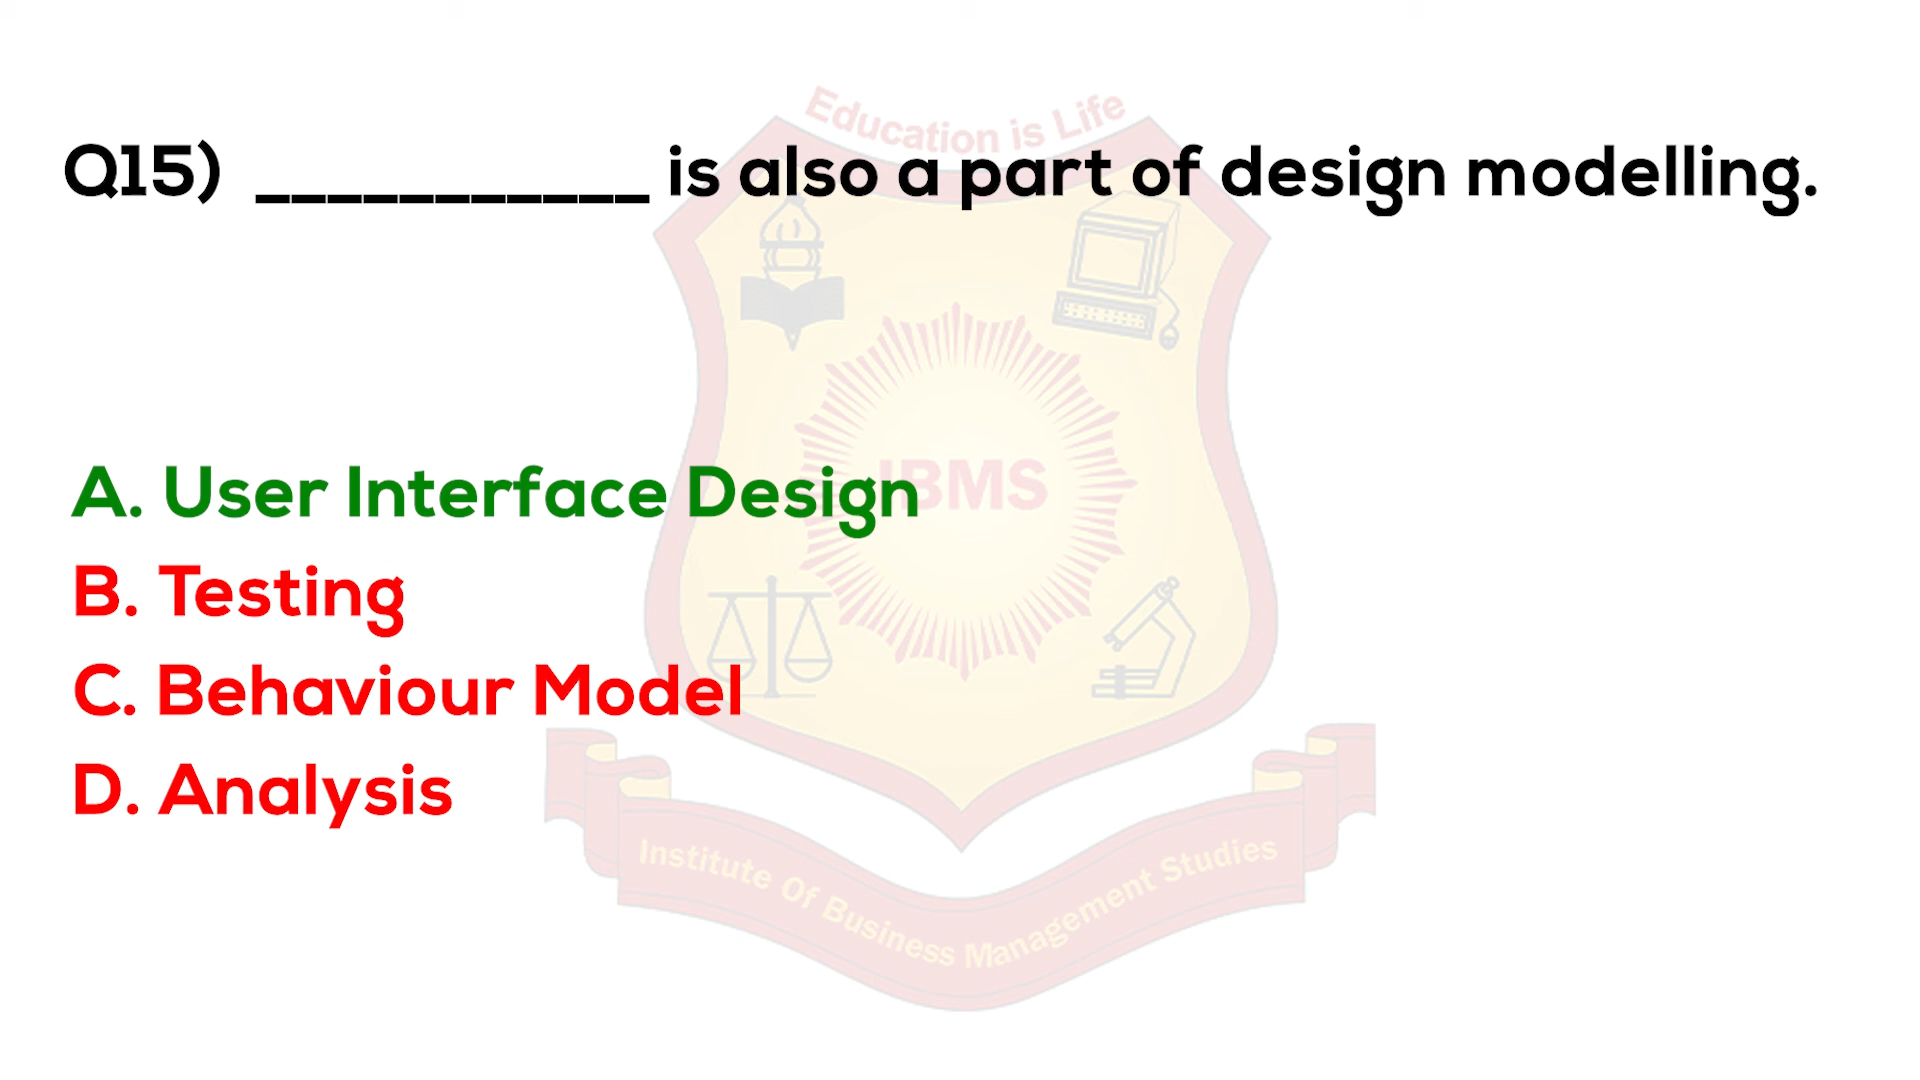 Education is Life
Q15) ___________ is also a part of design modelling.
IBMS
A. User Interface Design
B. Testing
C. Behaviour Model
D. Analysis
Institute Of Business Management Studies